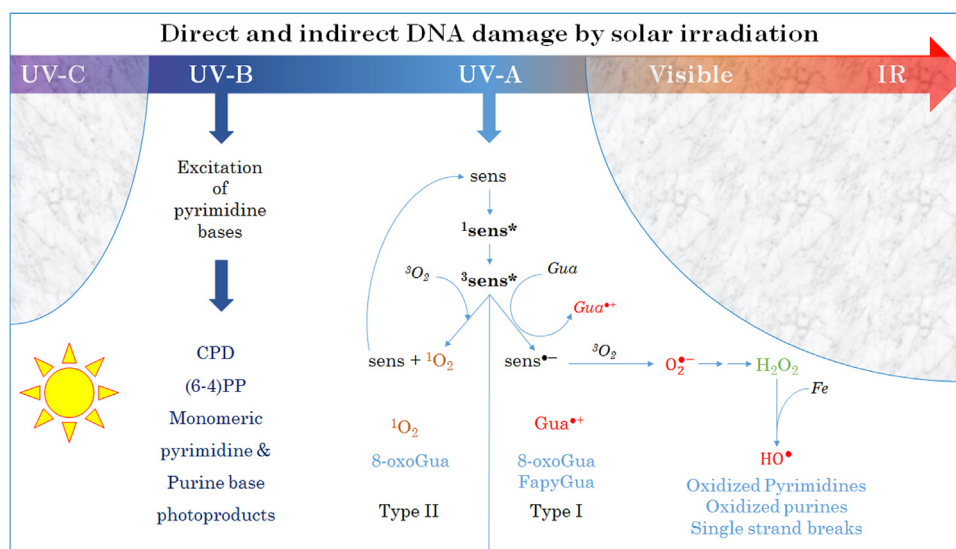 Direct and indirect DNA damage by solar irradiation
UV-C UV-B UV-A Visible IR
Excitation
of
pyrimidine
bases
CPD
(6-4)PP
Monomeric
pyrimidine &
Purine base
photoproducts
sens
¹sens*
³O₂ ³sens* Gua
Gua•⁺
sens + ¹O₂ sens•⁻ ³O₂ O₂•⁻ H₂O₂
Fe
¹O₂
8-oxoGua
Type II
Gua•⁺
8-oxoGua
FapyGua
Type I
HO•
Oxidized Pyrimidines
Oxidized purines
Single strand breaks